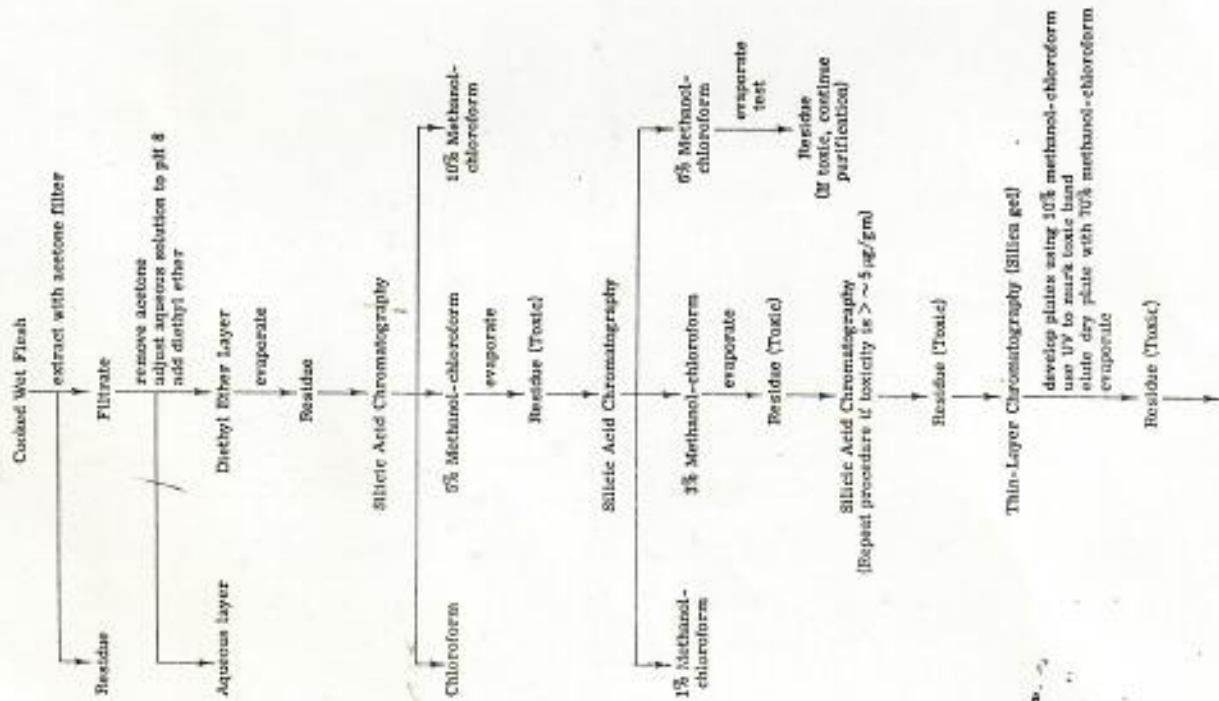 Cooked Wet Flesh
extract with acetone filter
Residue
Filtrate
remove acetone
adjust aqueous solution to pH 8
add diethyl ether
Aqueous Layer
Diethyl Ether Layer
evaporate
Residue
Silicic Acid Chromatography
Chloroform
5% Methanol-chloroform
10% Methanol-
chloroform
evaporate
Residue (Toxic)
Silicic Acid Chromatography
1% Methanol-
chloroform
3% Methanol-chloroform
6% Methanol-
chloroform
evaporate
evaporate
test
Residue (Toxic)
Residue
(If toxic, continue
purification)
Silicic Acid Chromatography
(Repeat procedure if toxicity is > ~ 5 μg/gm)
Residue (Toxic)
Thin-Layer Chromatography (Silica gel)
develop plates using 10% methanol-chloroform
use UV to mark toxic band
elute dry plate with 70% methanol-chloroform
evaporate
Residue (Toxic)